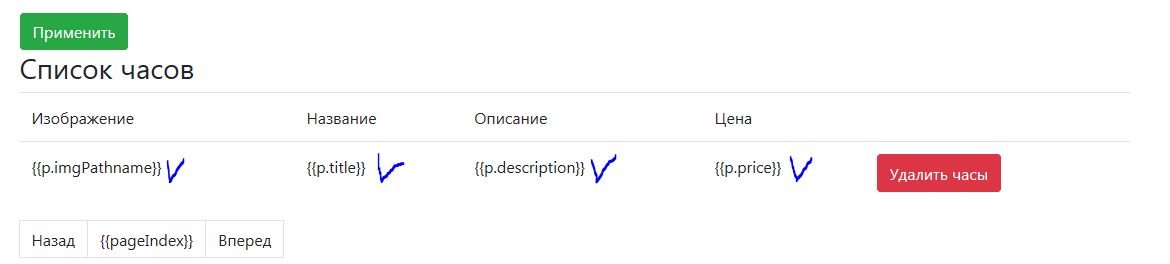 Применить
Список часов
Изображение Название Описание Цена
{{p.imgPathname}} {{p.title}} {{p.description}} {{p.price}} Удалить часы
Назад {{pageIndex}} Вперед